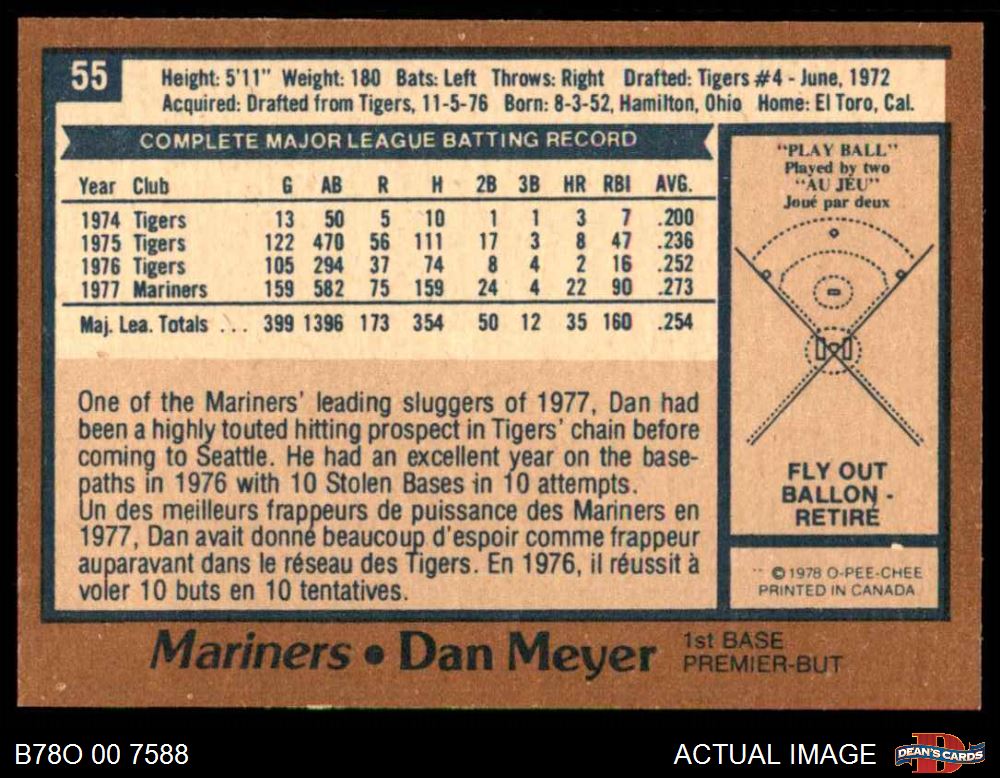 55
Height: 5'11" Weight: 180 Bats: Left Throws: Right Drafted: Tigers #4 - June, 1972
Acquired: Drafted from Tigers, 11-5-76 Born: 8-3-52, Hamilton, Ohio Home: El Toro, Cal.
COMPLETE MAJOR LEAGUE BATTING RECORD
Year Club G AB R H 2B 3B HR RBI AVG.
1974 Tigers 13 50 5 10 1 1 3 7 .200
1975 Tigers 122 470 56 111 17 3 8 47 .236
1976 Tigers 105 294 37 74 8 4 2 16 .252
1977 Mariners 159 582 75 159 24 4 22 90 .273
Maj. Lea. Totals ... 399 1396 173 354 50 12 35 160 .254
One of the Mariners' leading sluggers of 1977, Dan had
been a highly touted hitting prospect in Tigers' chain before
coming to Seattle. He had an excellent year on the base-
paths in 1976 with 10 Stolen Bases in 10 attempts.
Un des meilleurs frappeurs de puissance des Mariners en
1977, Dan avait donné beaucoup d'espoir comme frappeur
auparavant dans le réseau des Tigers. En 1976, il réussit à
voler 10 buts en 10 tentatives.
"PLAY BALL"
Played by two
"AU JEU"
Joué par deux
FLY OUT
BALLON -
RETIRÉ
© 1978 O-PEE-CHEE
PRINTED IN CANADA
Mariners • Dan Meyer
1st BASE
PREMIER-BUT
B78O 00 7588
ACTUAL IMAGE
DEAN'S CARDS